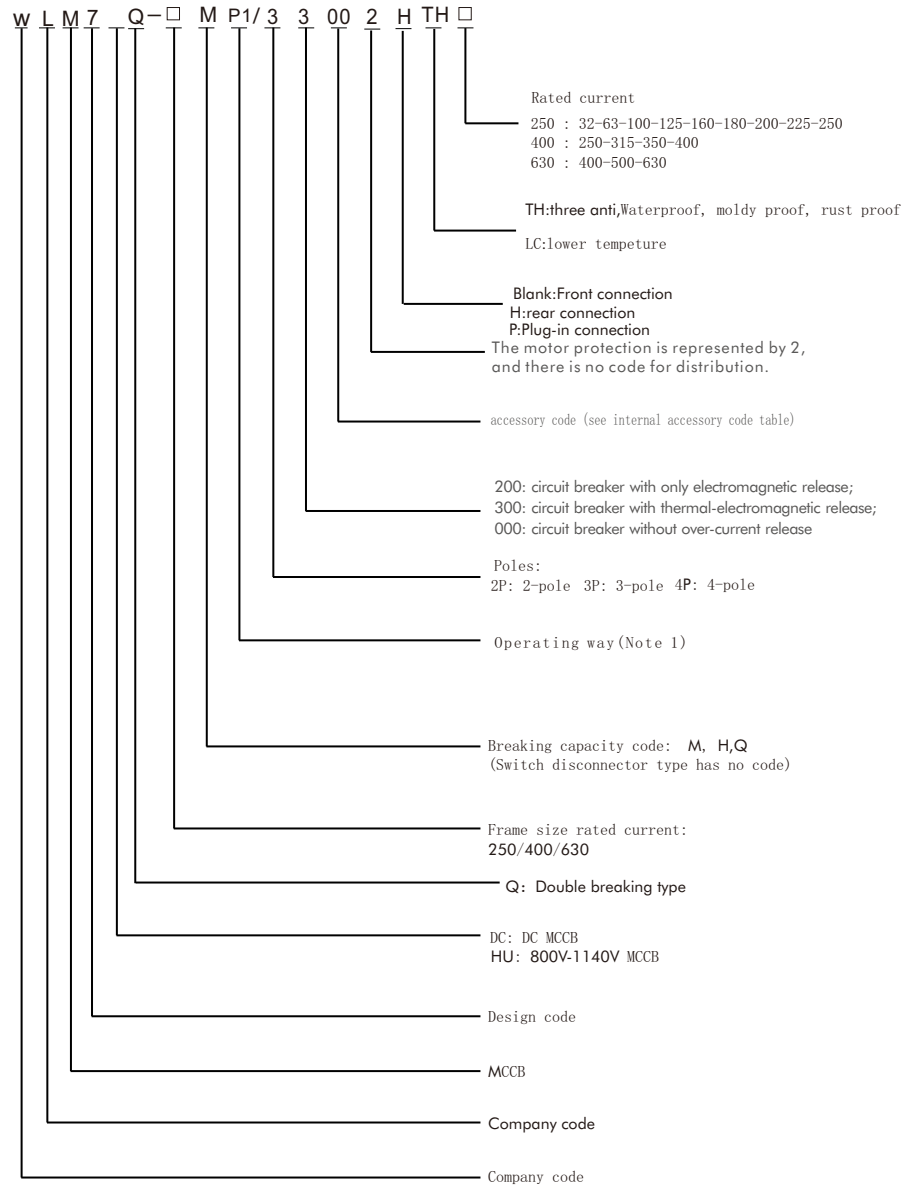 w L M 7 _ Q-□ M P1/ 3 3 00 2 H TH □
Rated current
250 : 32-63-100-125-160-180-200-225-250
400 : 250-315-350-400
630 : 400-500-630
TH:three anti,Waterproof, moldy proof, rust proof
LC:lower tempeture
Blank:Front connection
H:rear connection
P:Plug-in connection
The motor protection is represented by 2,
and there is no code for distribution.
accessory code (see internal accessory code table)
200: circuit breaker with only electromagnetic release;
300: circuit breaker with thermal-electromagnetic release;
000: circuit breaker without over-current release
Poles:
2P: 2-pole 3P: 3-pole 4P: 4-pole
Operating way(Note 1)
Breaking capacity code: M, H,Q
(Switch disconnector type has no code)
Frame size rated current:
250/400/630
Q: Double breaking type
DC: DC MCCB
HU: 800V-1140V MCCB
Design code
MCCB
Company code
Company code